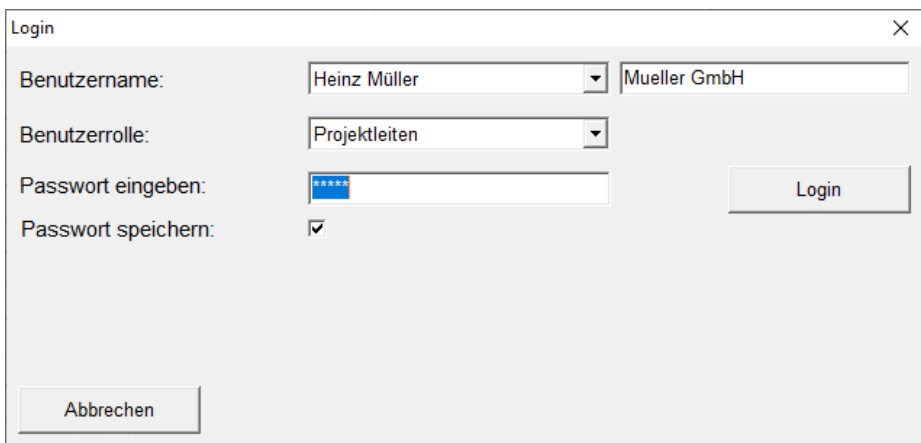 Login
Benutzername: Heinz Müller Mueller GmbH
Benutzerrolle: Projektleiten
Passwort eingeben: ***** Login
Passwort speichern:
Abbrechen